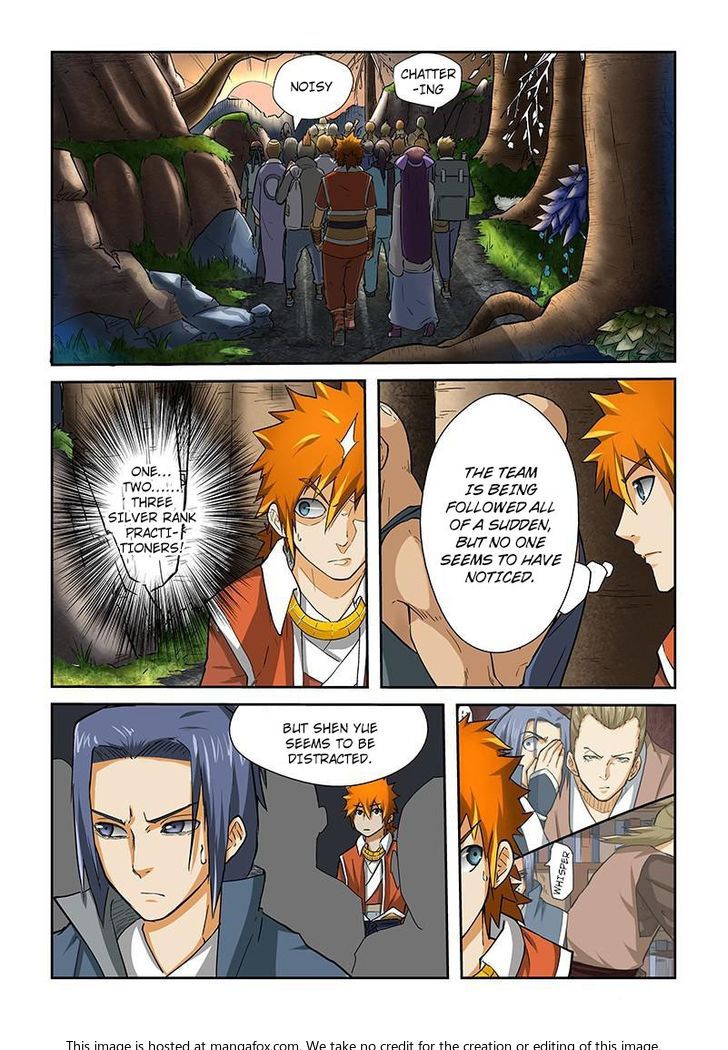 NOISY
CHATTER
-ING
ONE...
TWO.......
THREE
SILVER RANK
PRACTI-
TIONERS!
THE TEAM
IS BEING
FOLLOWED ALL
OF A SUDDEN,
BUT NO ONE
SEEMS TO HAVE
NOTICED.
BUT SHEN YUE
SEEMS TO BE
DISTRACTED.
WHISPER
This image is hosted at mangafox.com. We take no credit for the creation or editing of this image.